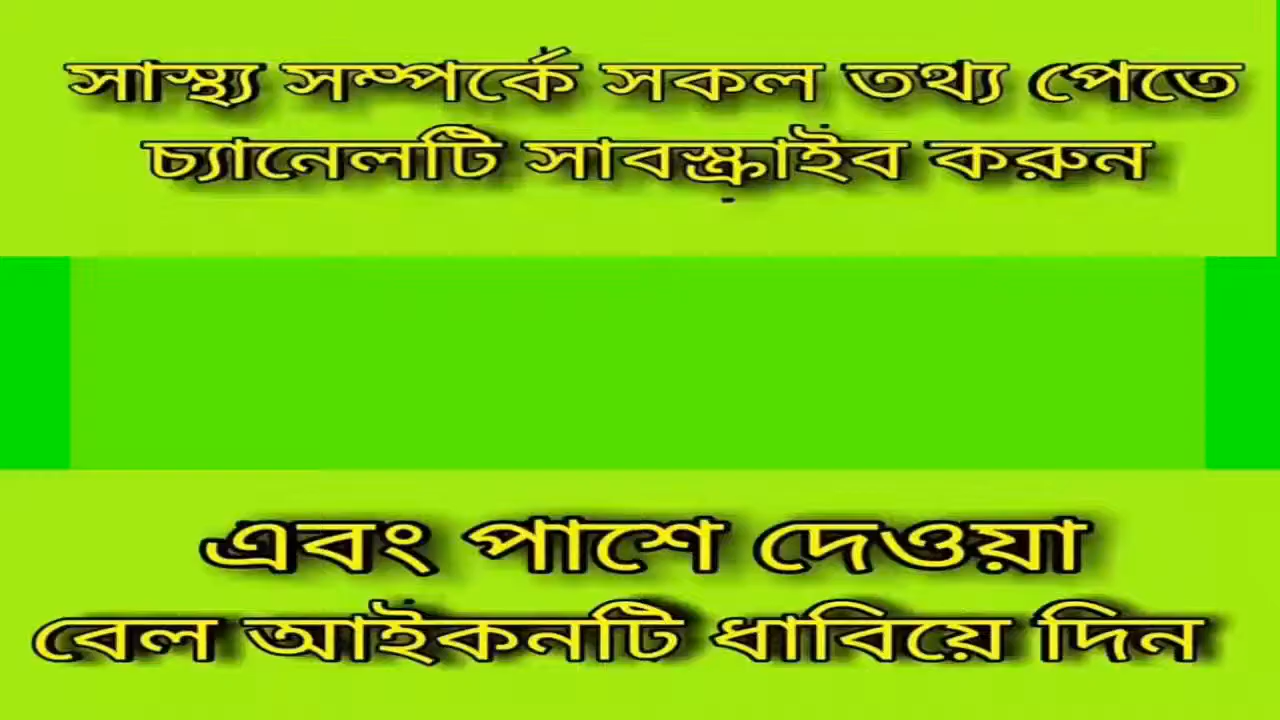 সাস্থ্য সম্পর্কে সকল তথ্য পেতে
চ্যানেলটি সাবস্ক্রাইব করুন
এবং পাশে দেওয়া
বেল আইকনটি ধাবিয়ে দিন